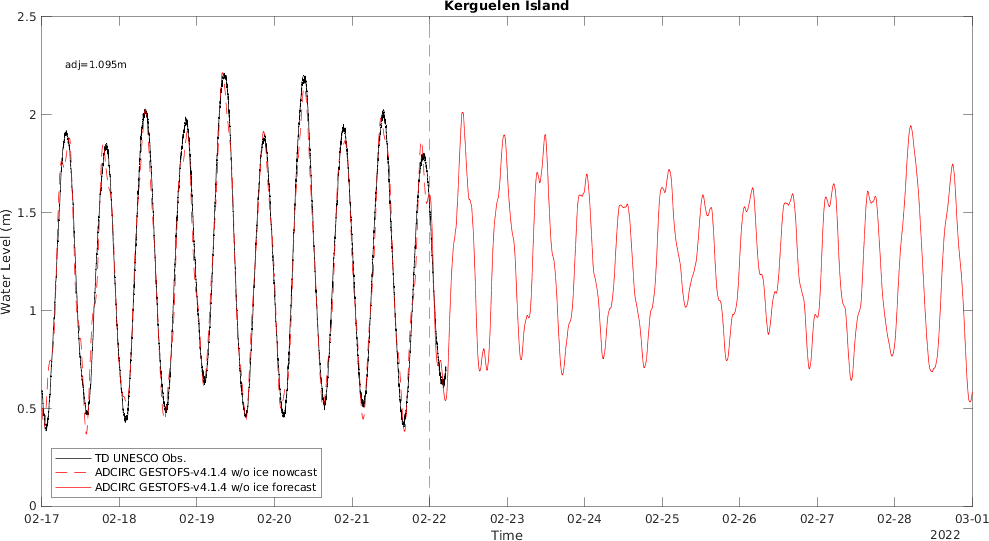 Kerguelen Island
adj=1.095m
Water Level (m)
2.5
2
1.5
1
0.5
0
TD UNESCO Obs.
ADCIRC GESTOFS-v4.1.4 w/o ice nowcast
ADCIRC GESTOFS-v4.1.4 w/o ice forecast
02-17 02-18 02-19 02-20 02-21 02-22 02-23 02-24 02-25 02-26 02-27 02-28 03-01
Time
2022